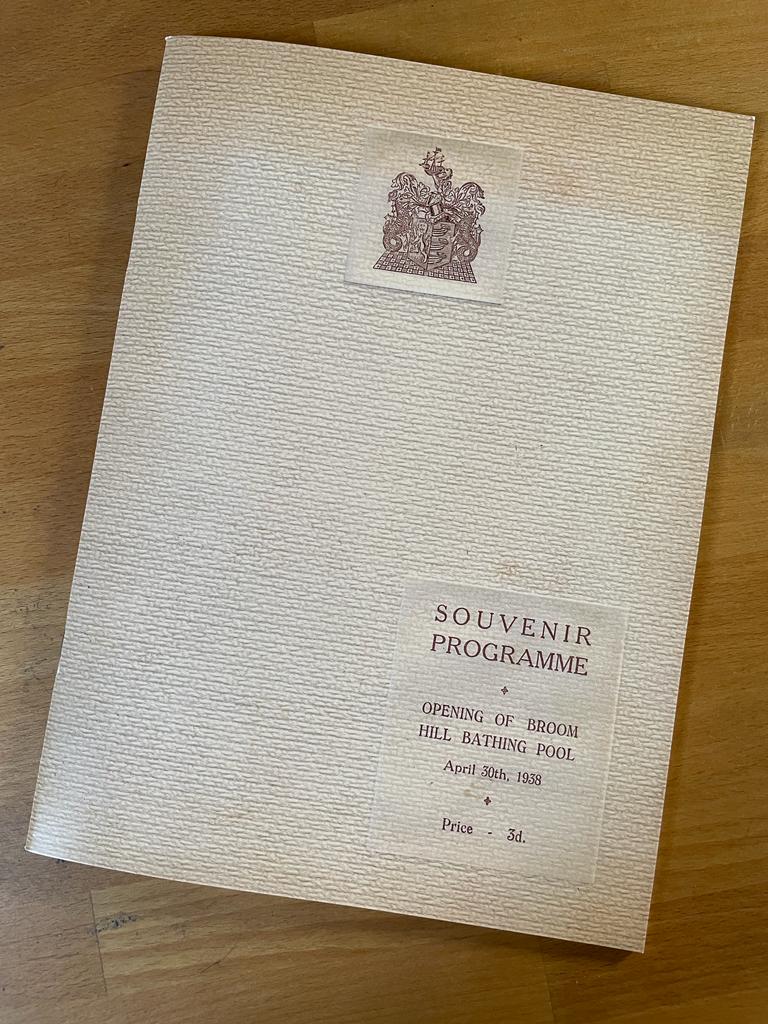 SOUVENIR
PROGRAMME
OPENING OF BROOM
HILL BATHING POOL
April 30th, 1938
Price - 3d.